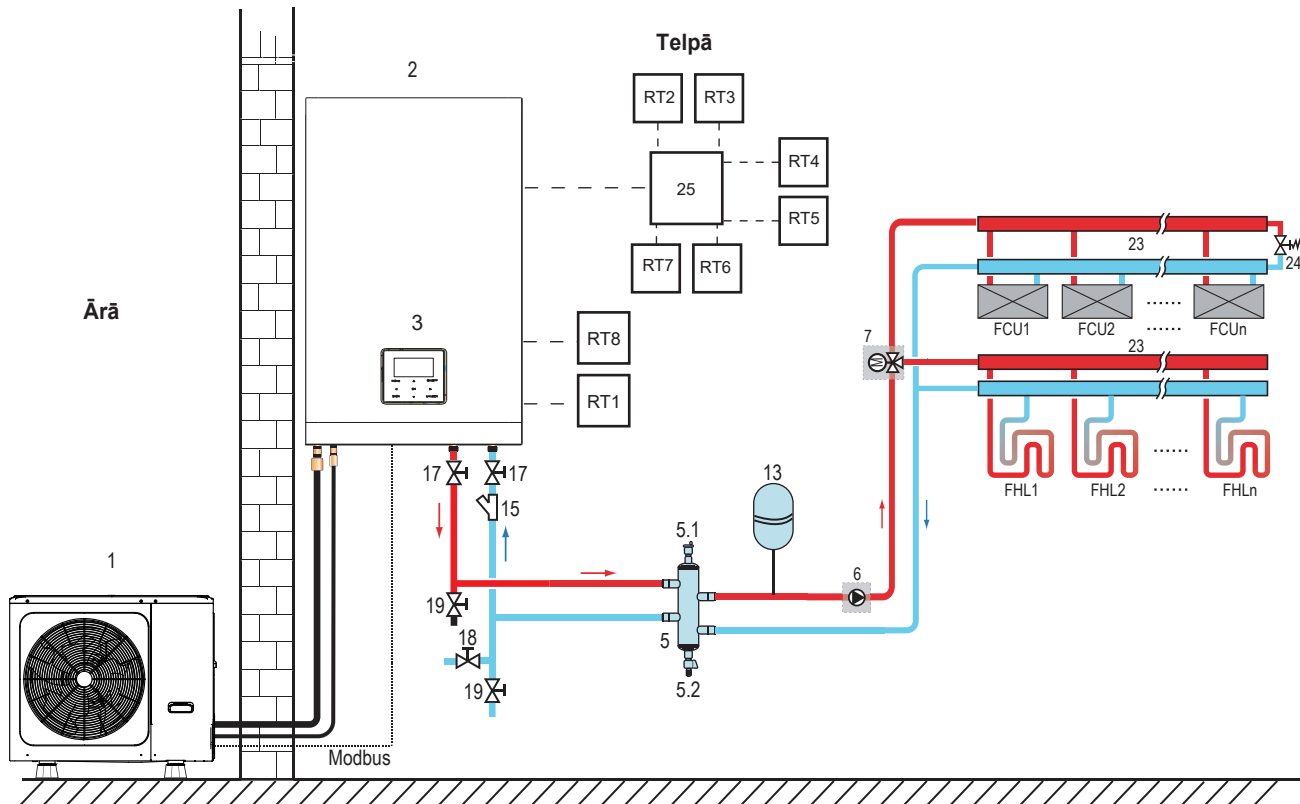 Telpā
2
RT2
RT3
RT4
25
RT5
RT7
RT6
23
24
FCU1
FCU2
......
......
FCUn
Ārā
3
RT8
7
23
RT1
17
17
15
13
FHL1
FHL2
......
......
FHLn
5.1
1
6
19
18
5
19
5.2
Modbus